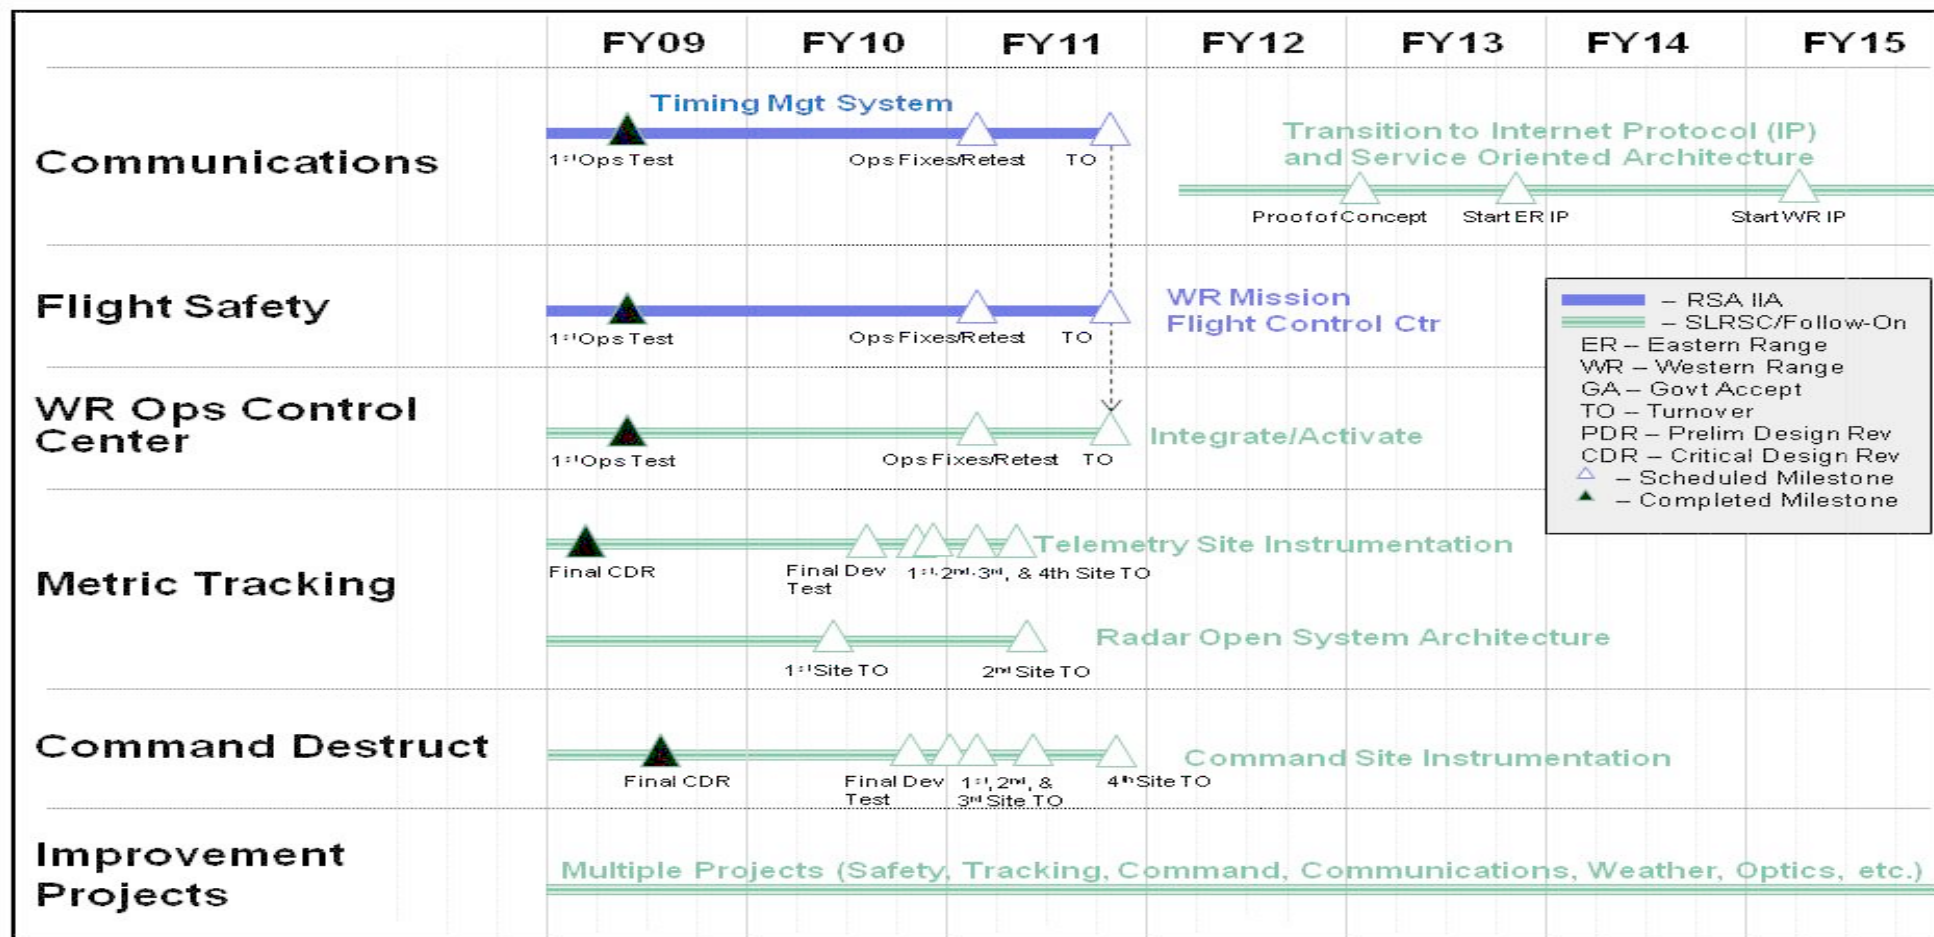 FY09 FY10 FY11 FY12 FY13 FY14 FY15
Communications
Timing Mgt System
1st Ops Test Ops Fixes/Retest TO
Transition to Internet Protocol (IP)
and Service Oriented Architecture
Proof of Concept Start ER IP Start WR IP
Flight Safety
1st Ops Test Ops Fixes/Retest TO
WR Mission
Flight Control Ctr
WR Ops Control
Center
1st Ops Test Ops Fixes/Retest TO
Integrate/Activate
– RSA IIA
– SLRSC/Follow-On
ER – Eastern Range
WR – Western Range
GA – Govt Accept
TO – Turnover
PDR – Prelim Design Rev
CDR – Critical Design Rev
– Scheduled Milestone
– Completed Milestone
Metric Tracking
Telemetry Site Instrumentation
Final CDR
Final Dev
Test
1st, 2nd, 3rd, & 4th Site TO
Radar Open System Architecture
1st Site TO 2nd Site TO
Command Destruct
Command Site Instrumentation
Final CDR
Final Dev
Test
1st, 2nd, &
3rd Site TO
4th Site TO
Improvement
Projects
Multiple Projects (Safety, Tracking, Command, Communications, Weather, Optics, etc.)